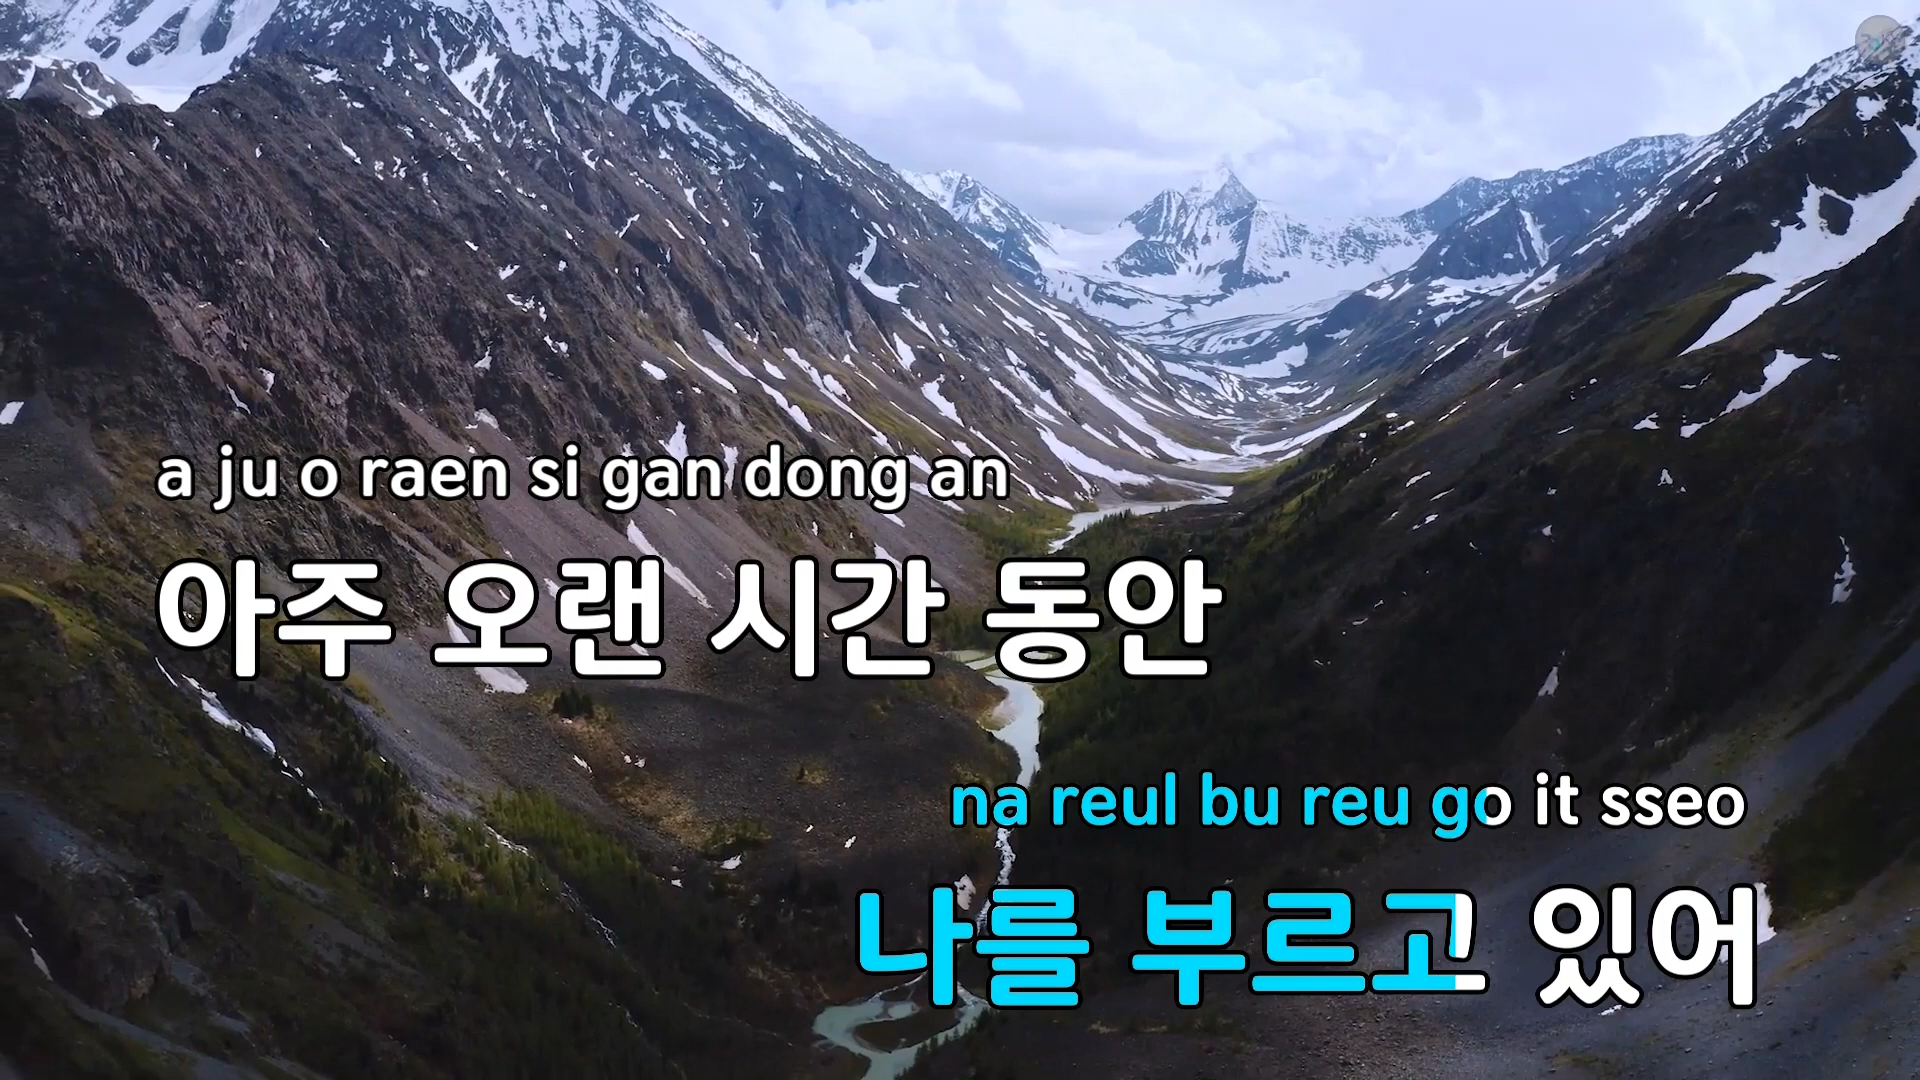 a ju o raen si gan dong an
아주 오랜 시간 동안
na reul bu reu go it sseo
나를 부르고 있어